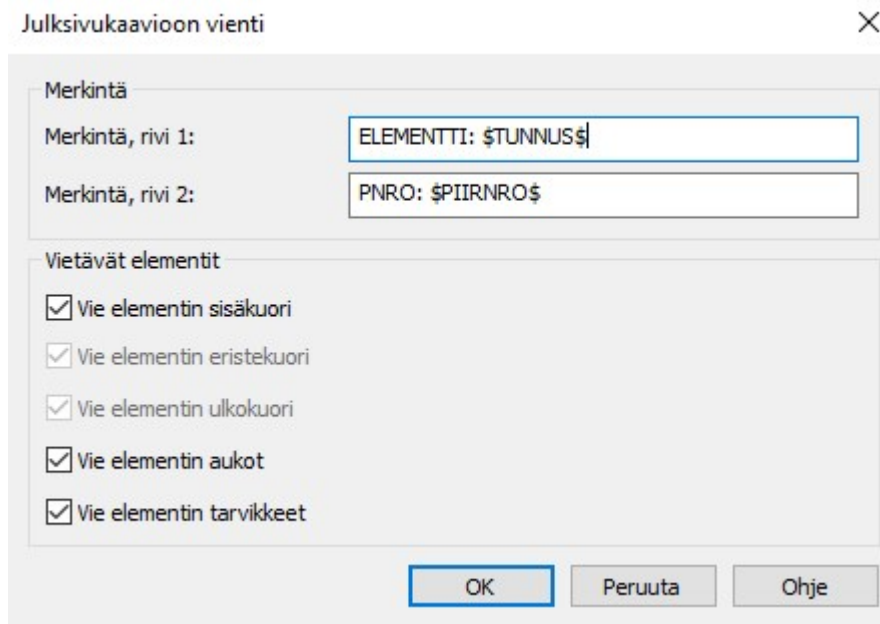 Julksivukaavioon vienti
Merkintä
Merkintä, rivi 1:
ELEMENTTI: $TUNNUS$
Merkintä, rivi 2:
PNRO: $PIIRNRO$
Vietävät elementit
Vie elementin sisäkuori
Vie elementin eristekuori
Vie elementin ulkokuori
Vie elementin aukot
Vie elementin tarvikkeet
OK Peruuta Ohje